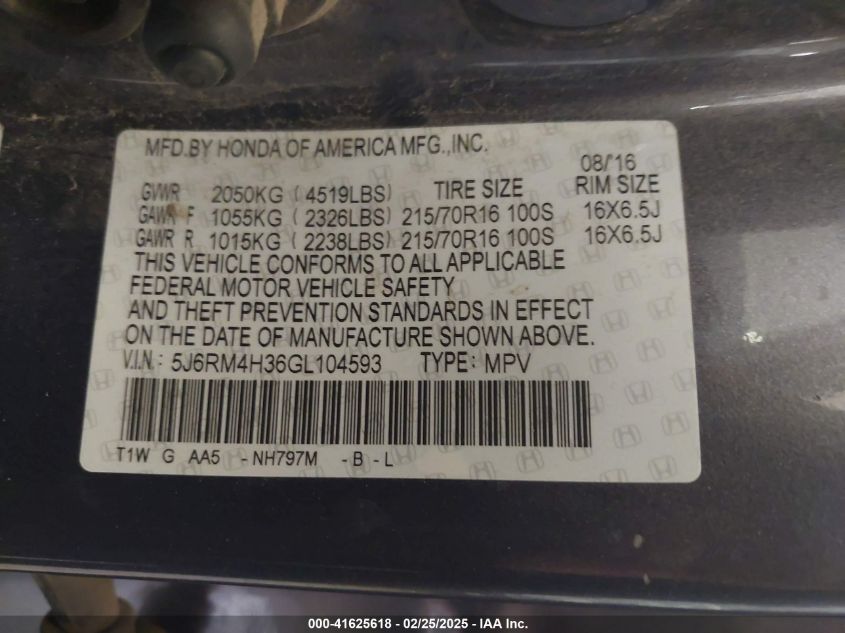 MFD.BY HONDA OF AMERICA MFG.,INC.
08/'16
GVWR 2050KG ( 4519LBS) TIRE SIZE RIM SIZE
GAWR F 1055KG ( 2326LBS) 215/70R16 100S 16X6.5J
GAWR R 1015KG ( 2238LBS) 215/70R16 100S 16X6.5J
THIS VEHICLE CONFORMS TO ALL APPLICABLE
FEDERAL MOTOR VEHICLE SAFETY
AND THEFT PREVENTION STANDARDS IN EFFECT
ON THE DATE OF MANUFACTURE SHOWN ABOVE.
V.I.N.: 5J6RM4H36GL104593 TYPE: MPV
T1W G AA5 -NH797M -B -L
000-41625618 - 02/25/2025 - IAA Inc.